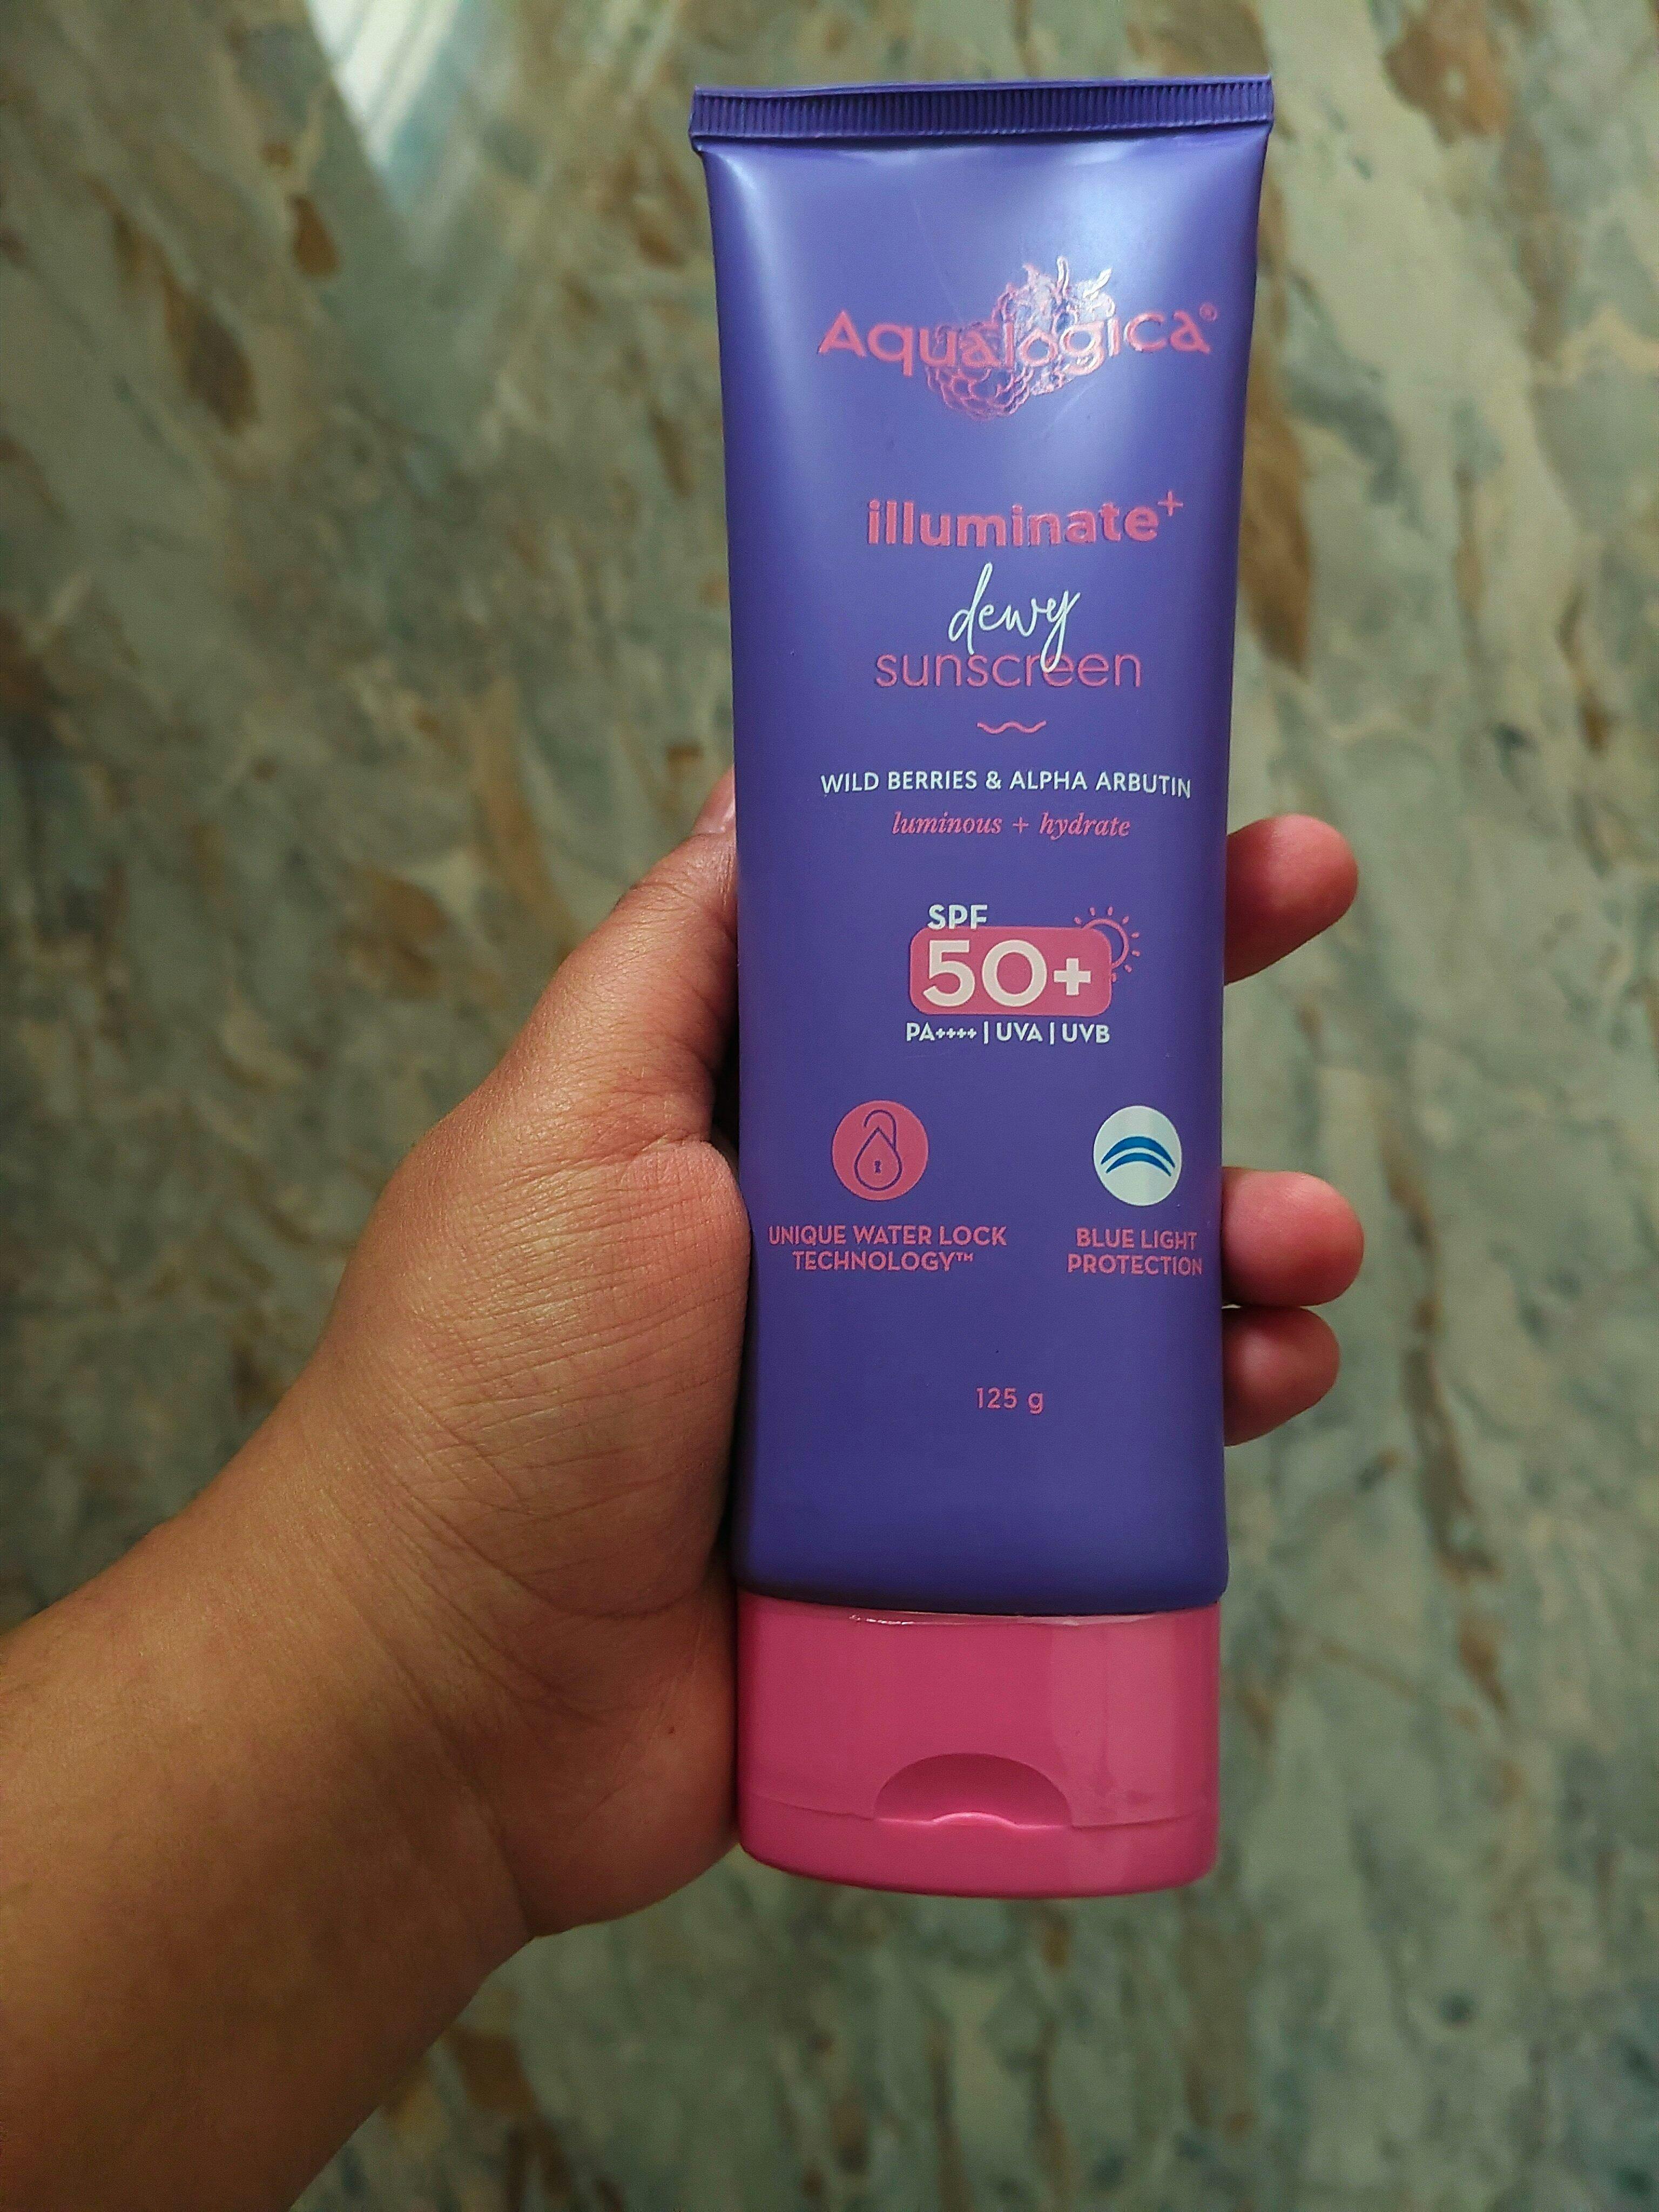 Aqualogica®
illuminate+
dewy
sunscreen
WILD BERRIES & ALPHA ARBUTIN
luminous + hydrate
SPF
50+
PA++++ | UVA | UVB
UNIQUE WATER LOCK
TECHNOLOGY™
BLUE LIGHT
PROTECTION
125 g